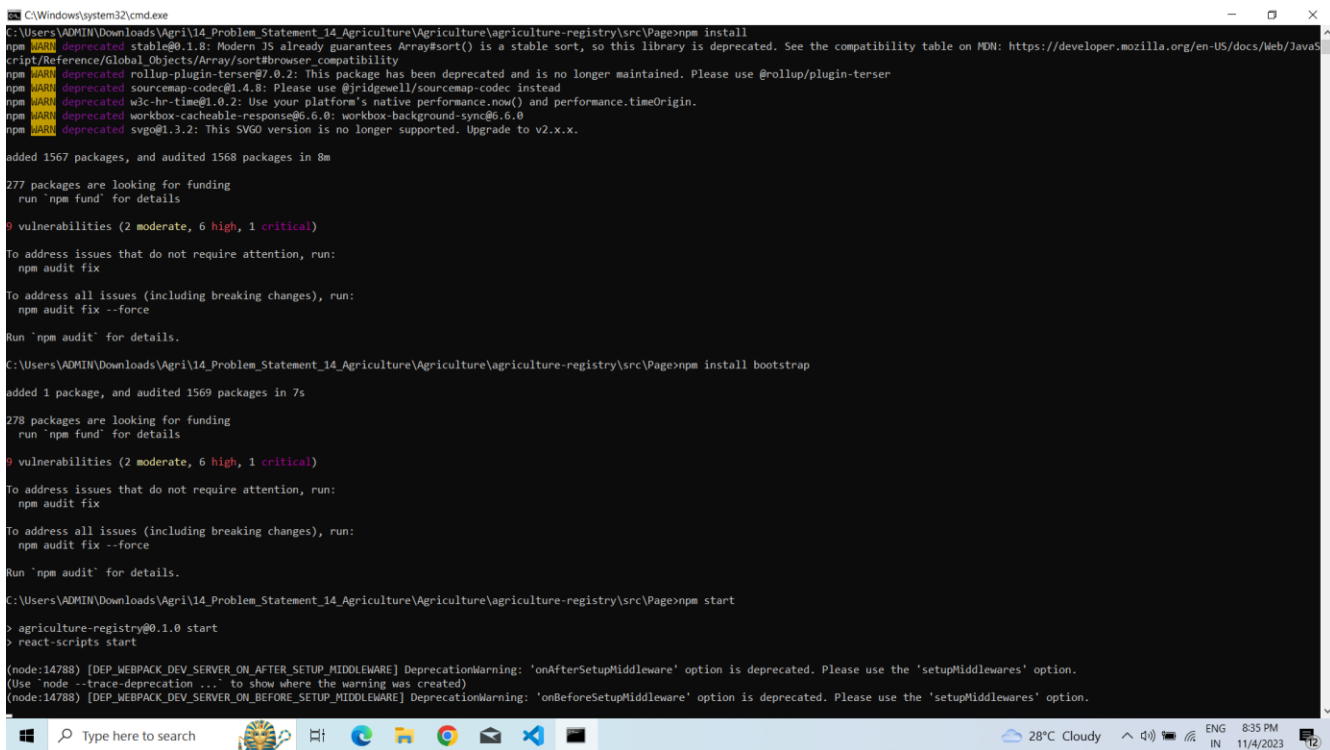 C:\Windows\system32\cmd.exe
C:\Users\ADMIN\Downloads\Agri\14_Problem_Statement_14_Agriculture\Agriculture\agriculture-registry\src\Page>npm install
npm WARN deprecated stable@0.1.8: Modern JS already guarantees Array#sort() is a stable sort, so this library is deprecated. See the compatibility table on MDN: https://developer.mozilla.org/en-US/docs/Web/JavaS
cript/Reference/Global_Objects/Array/sort#browser_compatibility
npm WARN deprecated rollup-plugin-terser@7.0.2: This package has been deprecated and is no longer maintained. Please use @rollup/plugin-terser
npm WARN deprecated sourcemap-codec@1.4.8: Please use @jridgewell/sourcemap-codec instead
npm WARN deprecated w3c-hr-time@1.0.2: Use your platform's native performance.now() and performance.timeOrigin.
npm WARN deprecated workbox-cacheable-response@6.6.0: workbox-background-sync@6.6.0
npm WARN deprecated svgo@1.3.2: This SVGO version is no longer supported. Upgrade to v2.x.x.
added 1567 packages, and audited 1568 packages in 8m
277 packages are looking for funding
run `npm fund` for details
9 vulnerabilities (2 moderate, 6 high, 1 critical)
To address issues that do not require attention, run:
npm audit fix
To address all issues (including breaking changes), run:
npm audit fix --force
Run `npm audit` for details.
C:\Users\ADMIN\Downloads\Agri\14_Problem_Statement_14_Agriculture\Agriculture\agriculture-registry\src\Page>npm install bootstrap
added 1 package, and audited 1569 packages in 7s
278 packages are looking for funding
run `npm fund` for details
9 vulnerabilities (2 moderate, 6 high, 1 critical)
To address issues that do not require attention, run:
npm audit fix
To address all issues (including breaking changes), run:
npm audit fix --force
Run `npm audit` for details.
C:\Users\ADMIN\Downloads\Agri\14_Problem_Statement_14_Agriculture\Agriculture\agriculture-registry\src\Page>npm start
> agriculture-registry@0.1.0 start
> react-scripts start
(node:14788) [DEP_WEBPACK_DEV_SERVER_ON_AFTER_SETUP_MIDDLEWARE] DeprecationWarning: 'onAfterSetupMiddleware' option is deprecated. Please use the 'setupMiddlewares' option.
(Use `node --trace-deprecation ...` to show where the warning was created)
(node:14788) [DEP_WEBPACK_DEV_SERVER_ON_BEFORE_SETUP_MIDDLEWARE] DeprecationWarning: 'onBeforeSetupMiddleware' option is deprecated. Please use the 'setupMiddlewares' option.
Type here to search
28°C Cloudy
ENG
IN
8:35 PM
11/4/2023
12